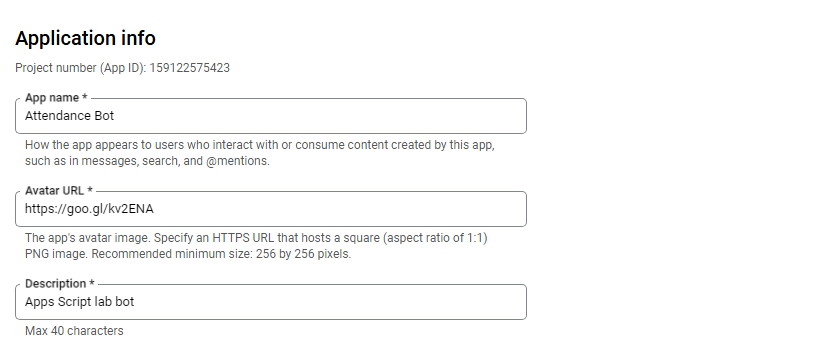 Application info
Project number (App ID): 159122575423
App name *
Attendance Bot
How the app appears to users who interact with or consume content created by this app,
such as in messages, search, and @mentions.
Avatar URL *
https://goo.gl/kv2ENA
The app's avatar image. Specify an HTTPS URL that hosts a square (aspect ratio of 1:1)
PNG image. Recommended minimum size: 256 by 256 pixels.
Description *
Apps Script lab bot
Max 40 characters